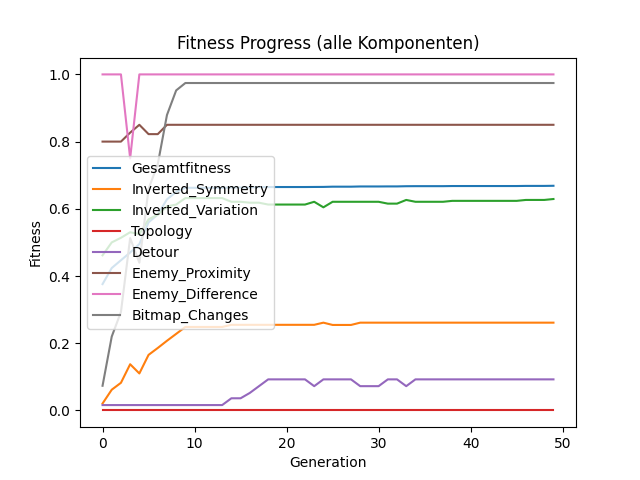 Fitness Progress (alle Komponenten)
1.0
0.8
0.6
0.4
0.2
0.0
Fitness
Gesamtfitness
Inverted_Symmetry
Inverted_Variation
Topology
Detour
Enemy_Proximity
Enemy_Difference
Bitmap_Changes
0 10 20 30 40 50
Generation